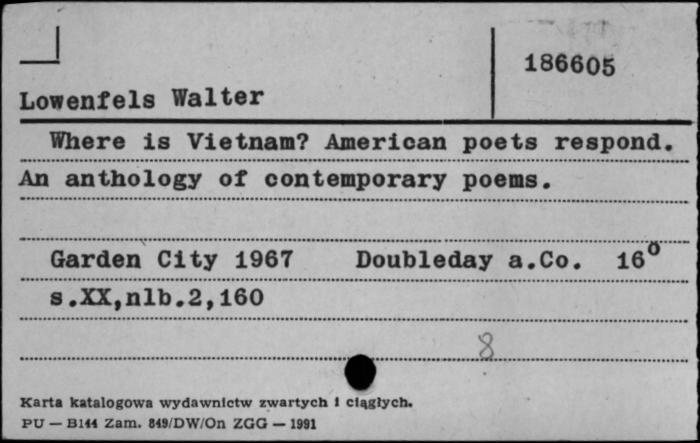 186605
Lowenfels Walter
Where is Vietnam? American poets respond.
An anthology of contemporary poems.
Garden City 1967 Doubleday a.Co. 16°
s.XX,nlb.2,160
8
Karta katalogowa wydawnictw zwartych i ciągłych.
PU — B144 Zam. 849/DW/On ZGG — 1991